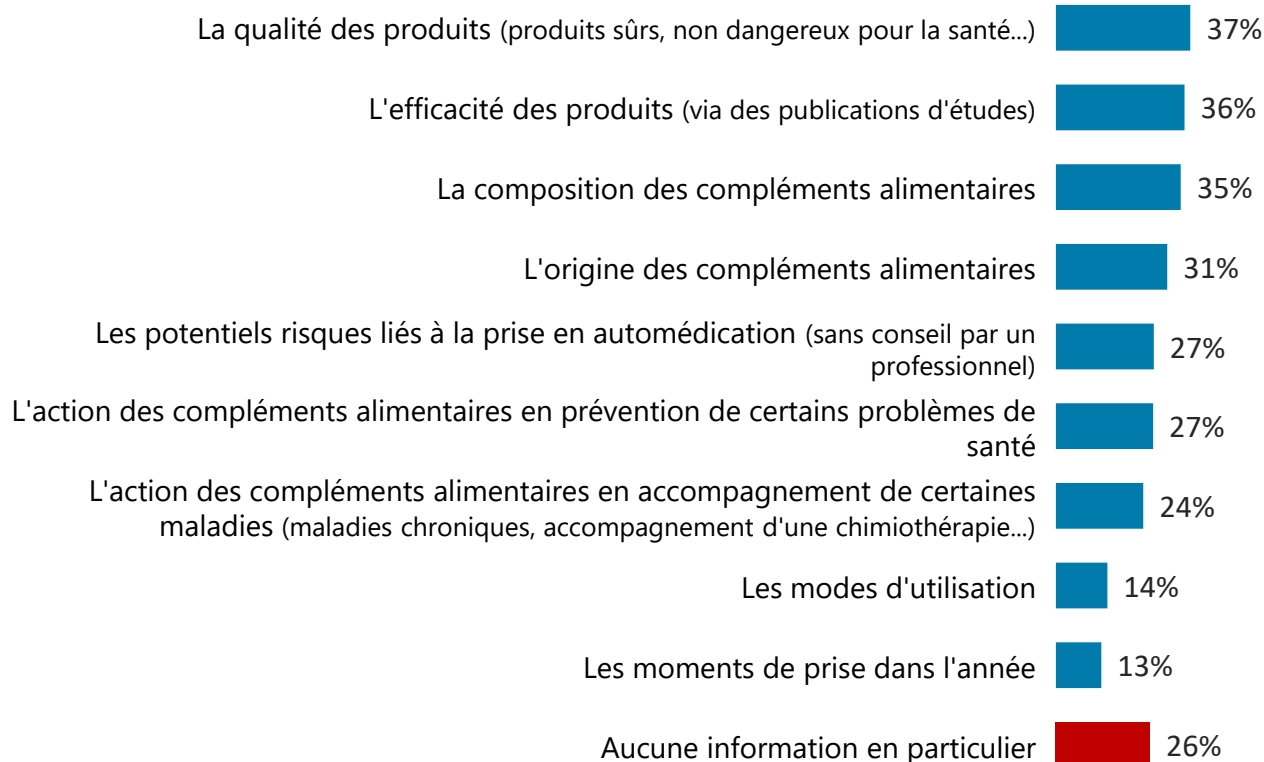 La qualité des produits (produits sûrs, non dangereux pour la santé...) 37%
L'efficacité des produits (via des publications d'études) 36%
La composition des compléments alimentaires 35%
L'origine des compléments alimentaires 31%
Les potentiels risques liés à la prise en automédication (sans conseil par un
professionnel) 27%
L'action des compléments alimentaires en prévention de certains problèmes de
santé 27%
L'action des compléments alimentaires en accompagnement de certaines
maladies (maladies chroniques, accompagnement d'une chimiothérapie...) 24%
Les modes d'utilisation 14%
Les moments de prise dans l'année 13%
Aucune information en particulier 26%